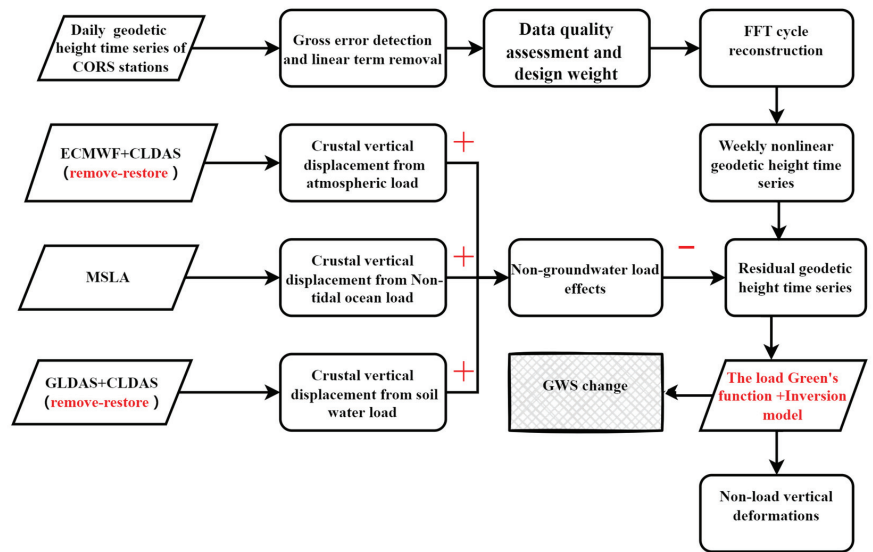 Daily geodetic
height time series of
CORS stations
Gross error detection
and linear term removal
Data quality
assessment and
design weight
FFT cycle
reconstruction
ECMWF+CLDAS
(remove-restore )
Crustal vertical
displacement from
atmospheric load
+
Weekly nonlinear
geodetic height time
series
MSLA
Crustal vertical
displacement from Non-
tidal ocean load
+
Non-groundwater load
effects
−
Residual geodetic
height time series
GLDAS+CLDAS
(remove-restore )
Crustal vertical
displacement from soil
water load
+
GWS change
The load Green's
function +Inversion
model
Non-load vertical
deformations